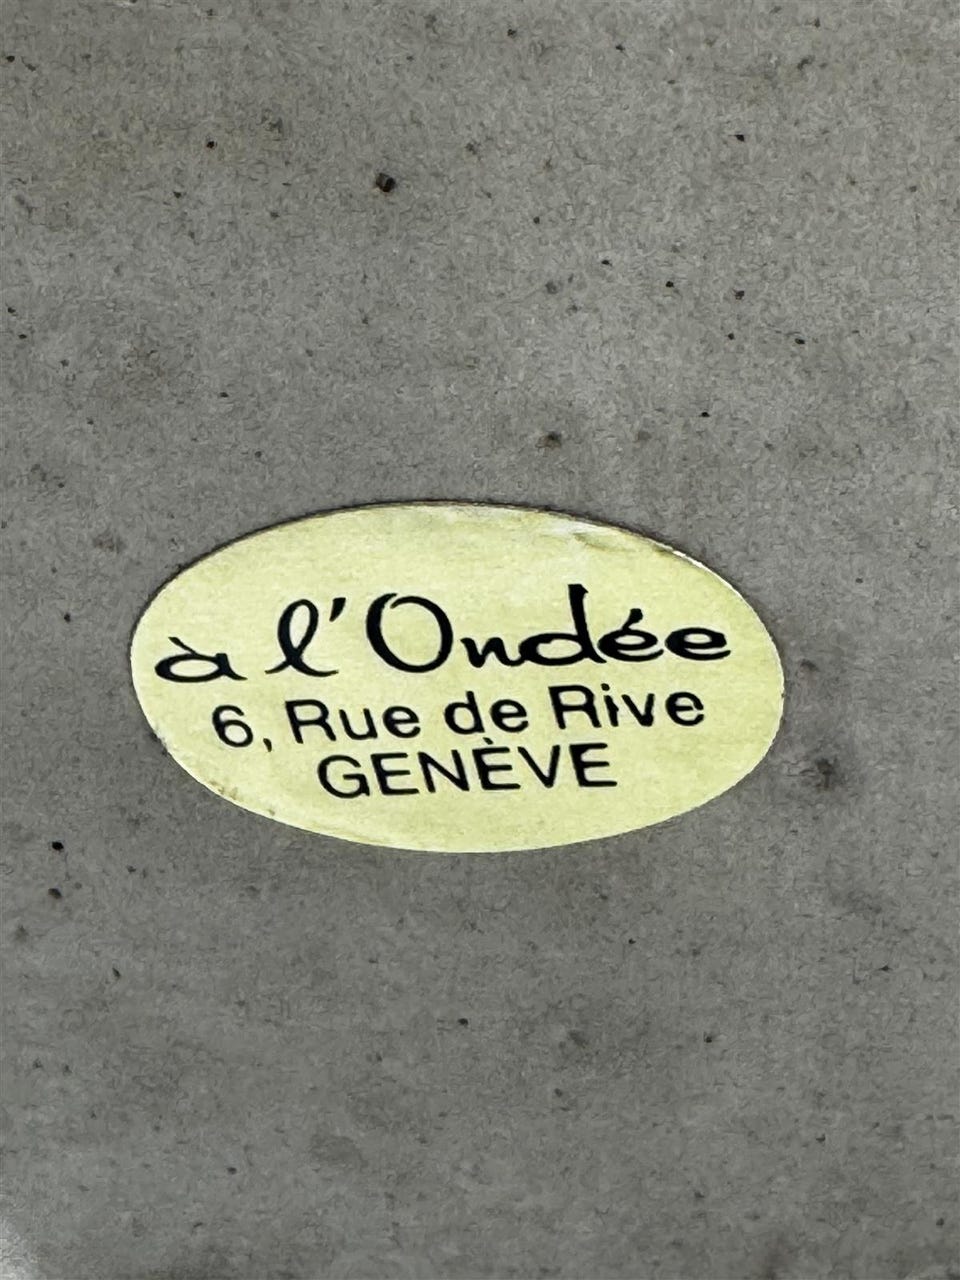 à l'Ondée
6, Rue de Rive
GENÈVE